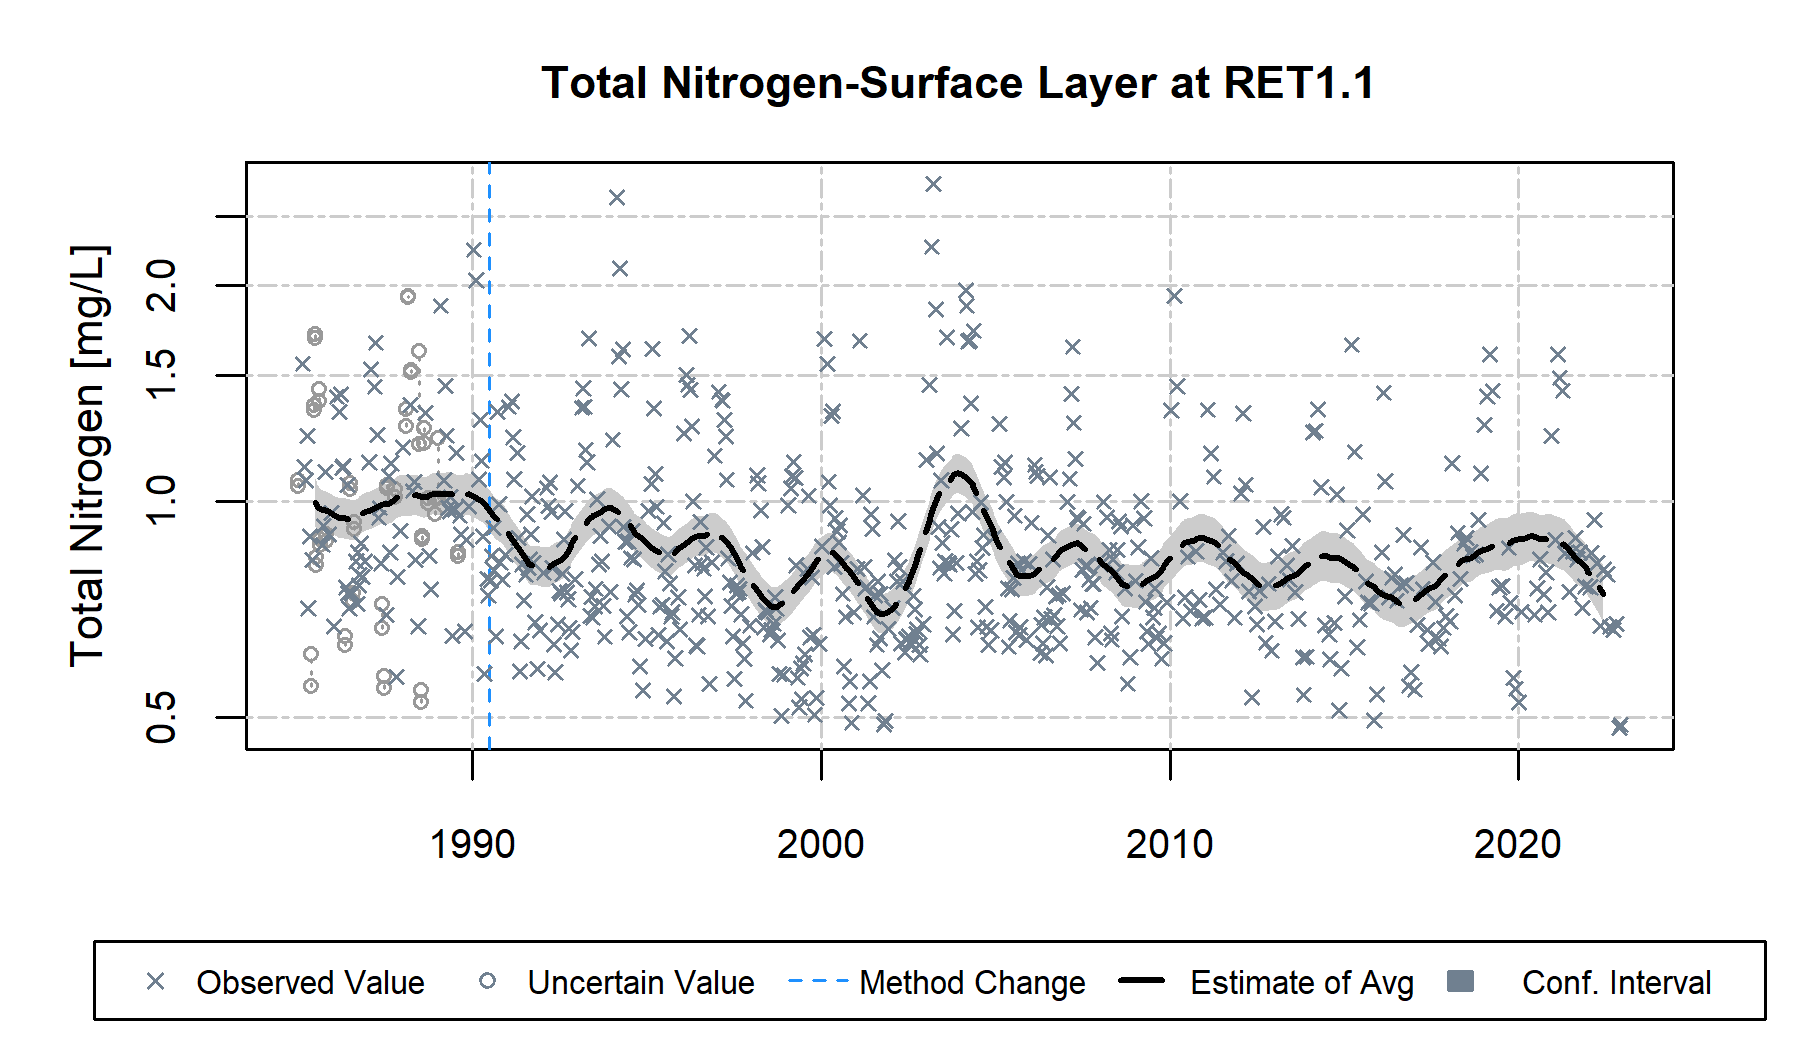 Total Nitrogen-Surface Layer at RET1.1
Total Nitrogen [mg/L]
2.0
1.5
1.0
0.5
1990 2000 2010 2020
Observed Value Uncertain Value Method Change Estimate of Avg Conf. Interval